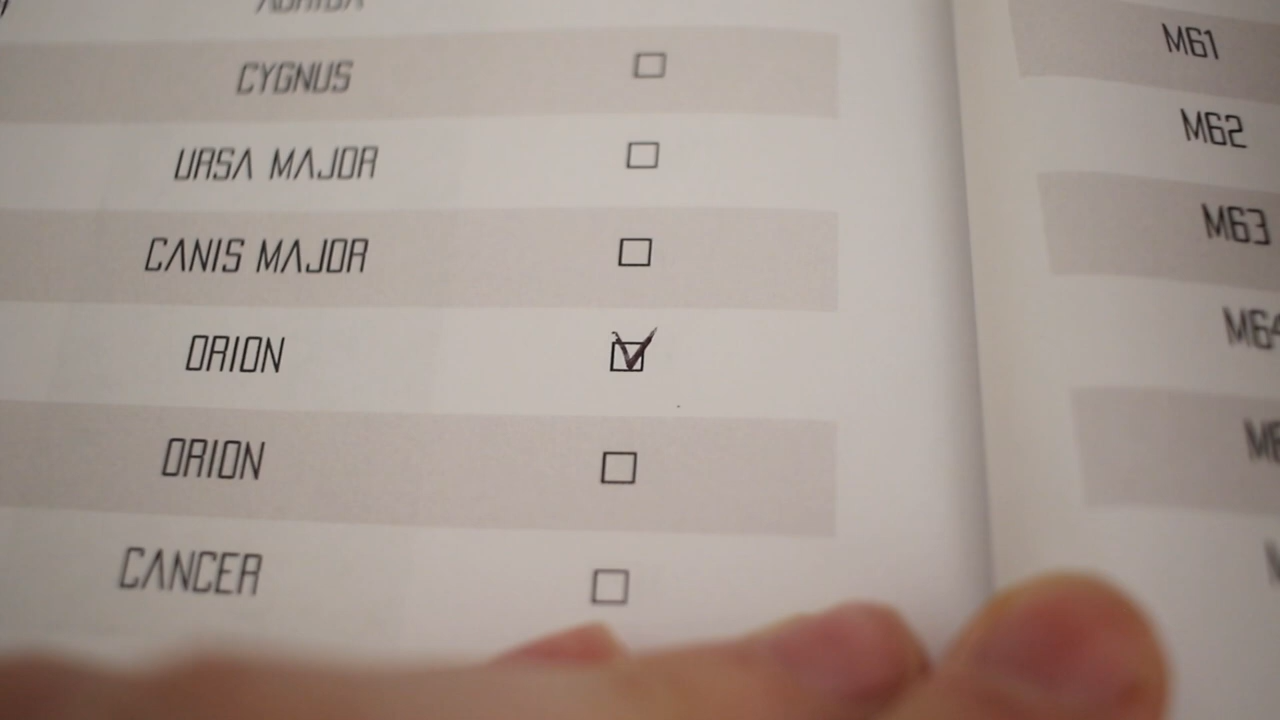 CYGNUS
URSA MAJOR
CANIS MAJOR
ORION
ORION
CANCER
M61
M62
M63